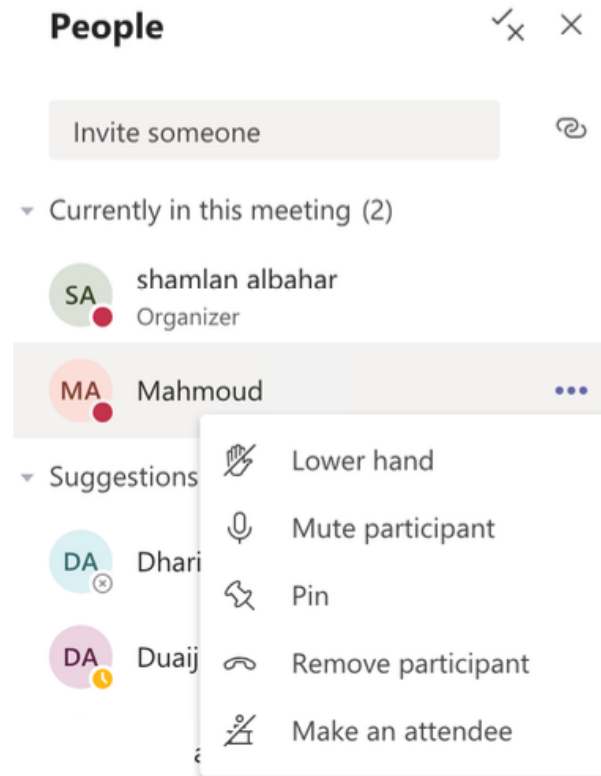 People
Invite someone
Currently in this meeting (2)
SA
shamlan albahar
Organizer
MA
Mahmoud
Lower hand
Suggestions
Mute participant
DA
Dhari
Pin
DA
Duaij
Remove participant
Make an attendee